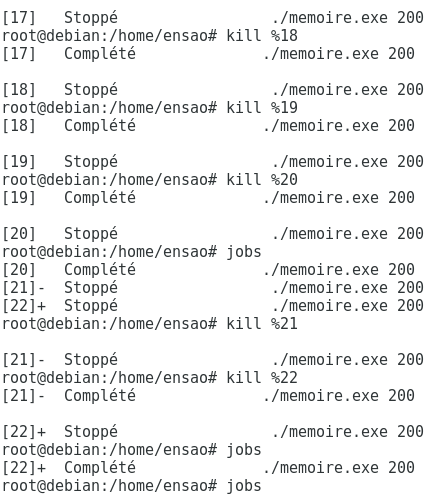 [17]   Stoppé                 ./memoire.exe 200
root@debian:/home/ensao# kill %18
[17]   Complété              ./memoire.exe 200
[18]   Stoppé                 ./memoire.exe 200
root@debian:/home/ensao# kill %19
[18]   Complété              ./memoire.exe 200
[19]   Stoppé                 ./memoire.exe 200
root@debian:/home/ensao# kill %20
[19]   Complété              ./memoire.exe 200
[20]   Stoppé                 ./memoire.exe 200
root@debian:/home/ensao# jobs
[20]   Complété              ./memoire.exe 200
[21]-  Stoppé                 ./memoire.exe 200
[22]+  Stoppé                 ./memoire.exe 200
root@debian:/home/ensao# kill %21
[21]-  Stoppé                 ./memoire.exe 200
root@debian:/home/ensao# kill %22
[21]-  Complété              ./memoire.exe 200
[22]+  Stoppé                 ./memoire.exe 200
root@debian:/home/ensao# jobs
[22]+  Complété              ./memoire.exe 200
root@debian:/home/ensao# jobs